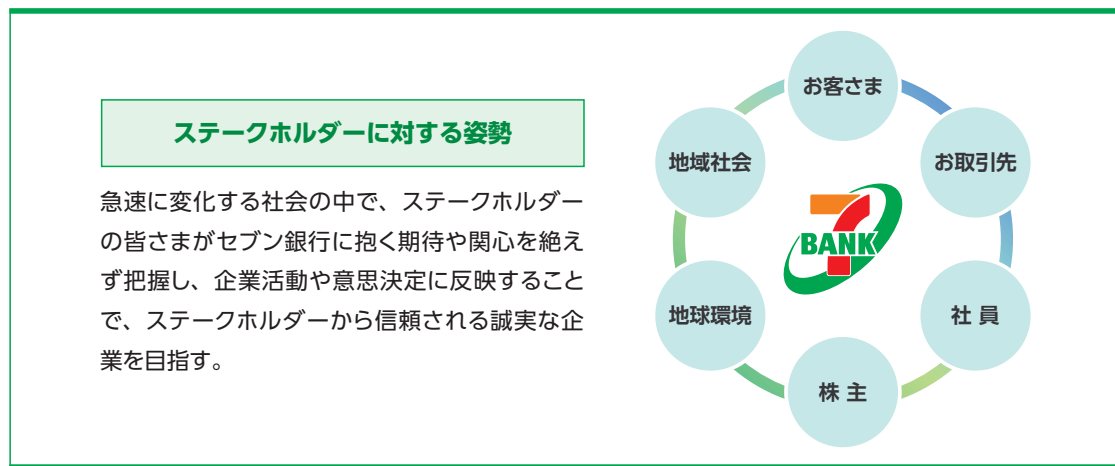 ステークホルダーに対する姿勢
急速に変化する社会の中で、ステークホルダー
の皆さまがセブン銀行に抱く期待や関心を絶え
ず把握し、企業活動や意思決定に反映すること
で、ステークホルダーから信頼される誠実な企
業を目指す。
お客さま
お取引先
社 員
株 主
地球環境
地域社会
7
BANK